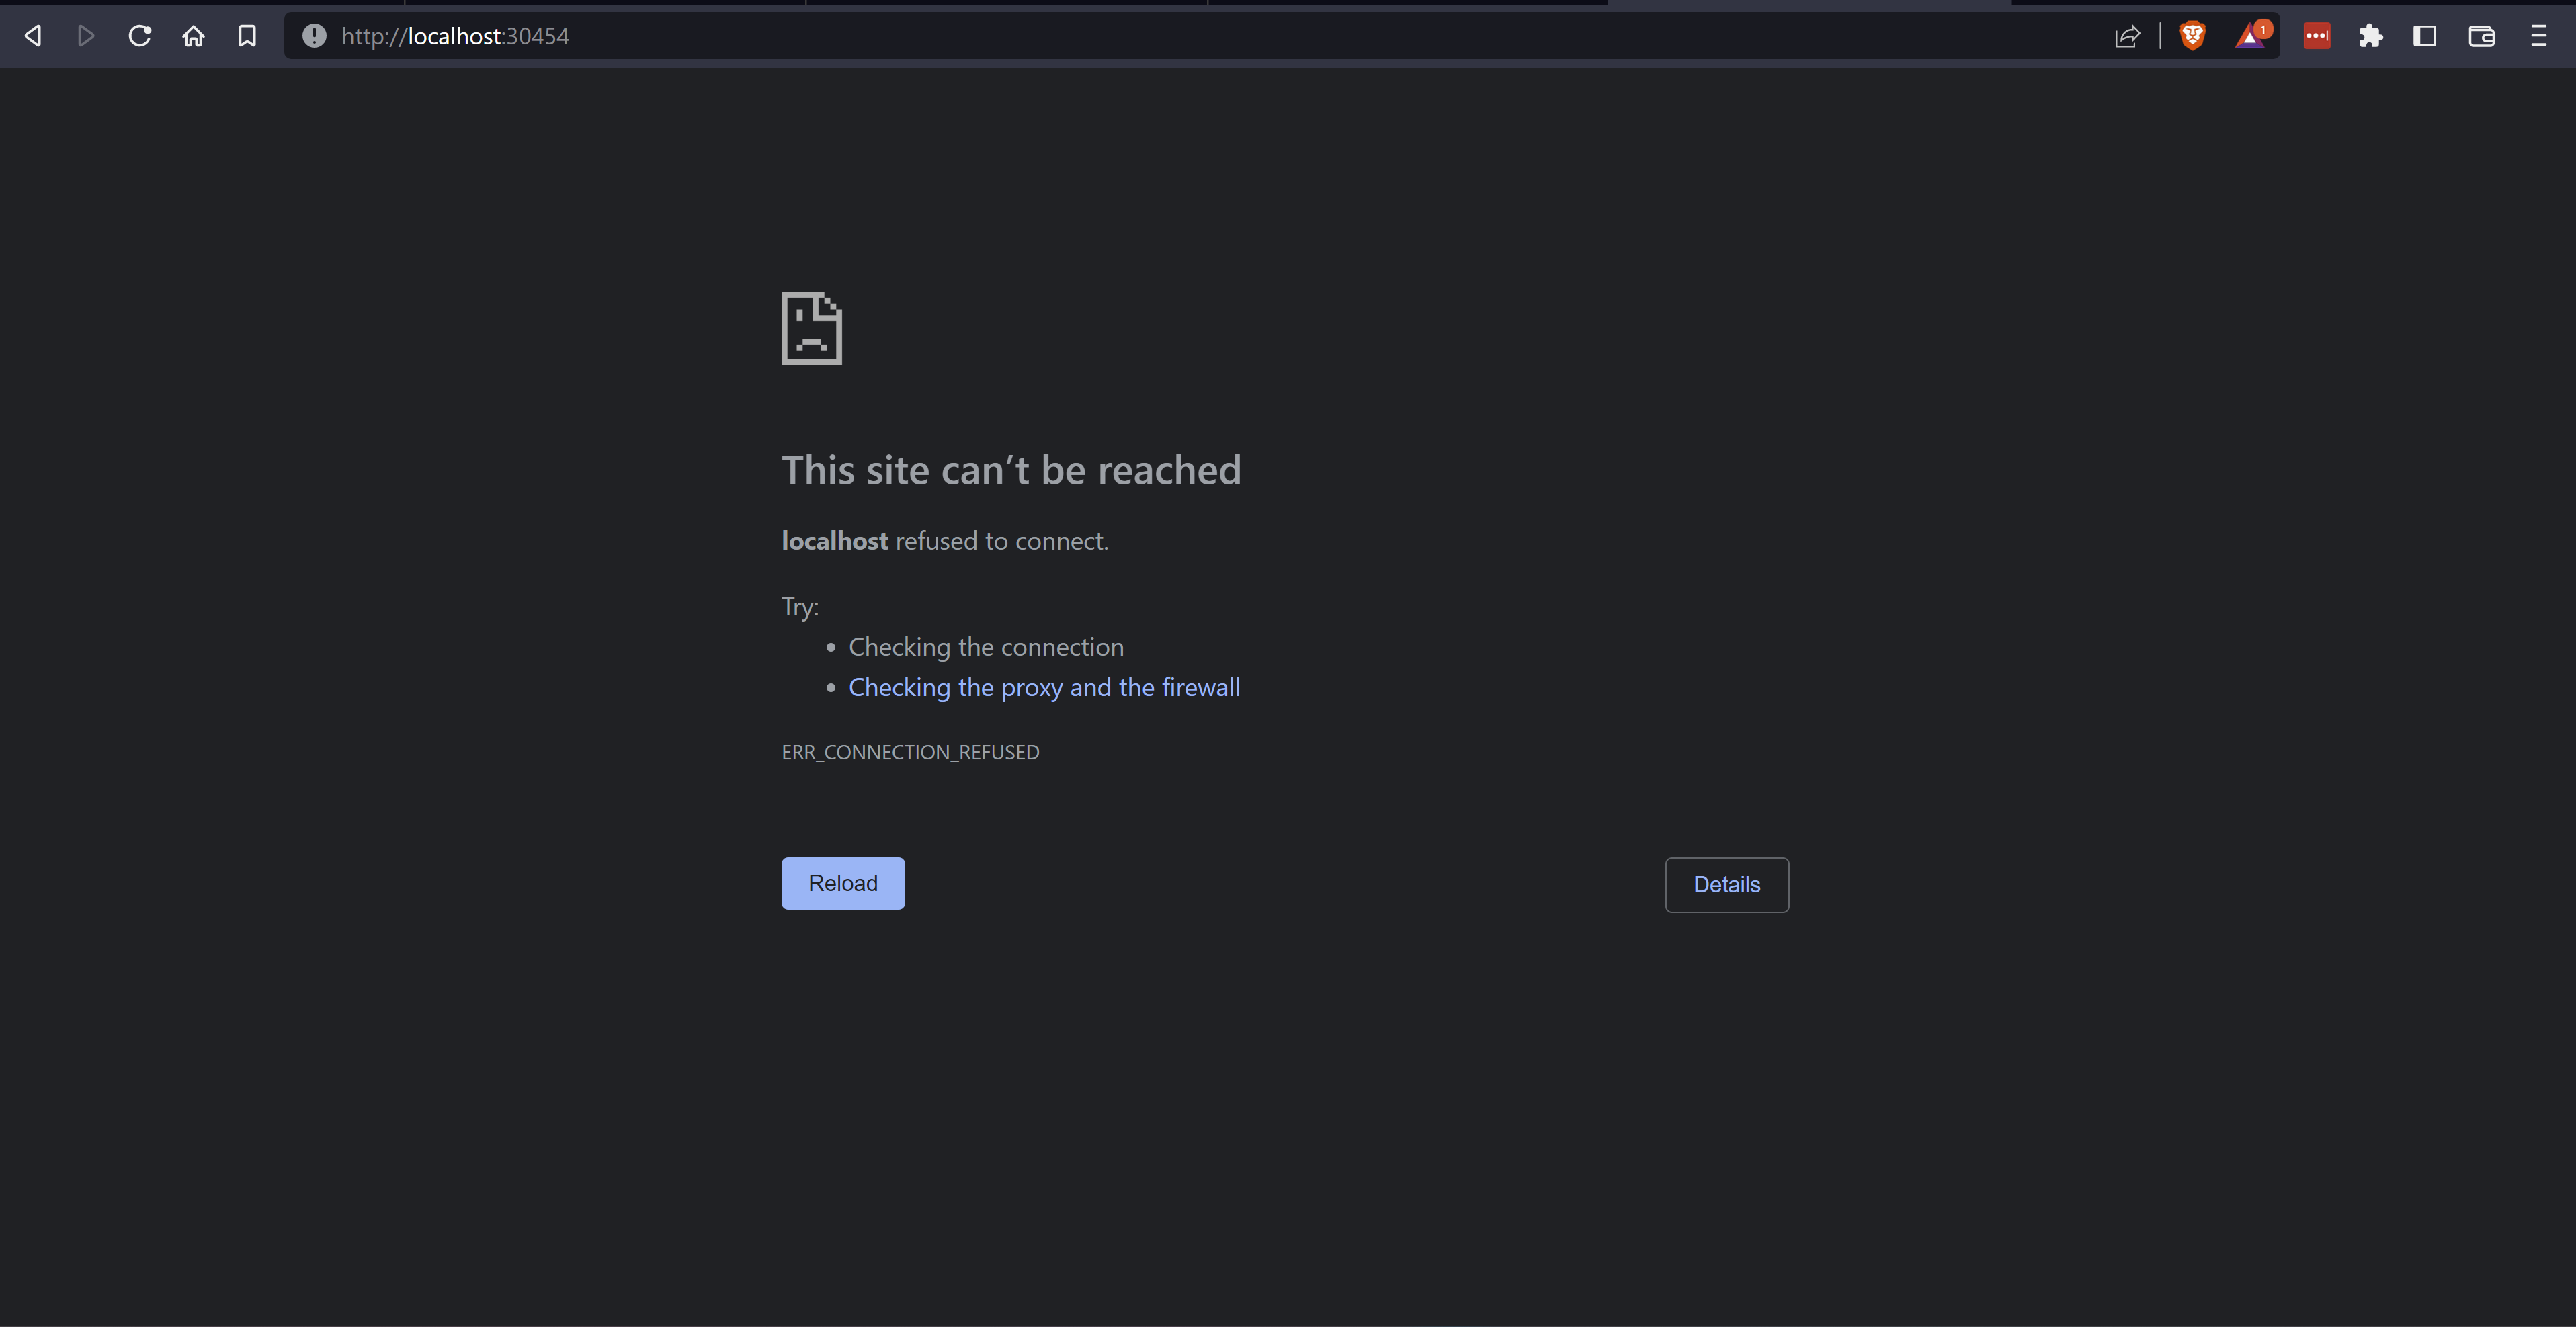 http://localhost:30454
1
This site can’t be reached
localhost refused to connect.
Try:
• Checking the connection
• Checking the proxy and the firewall
ERR_CONNECTION_REFUSED
Reload
Details